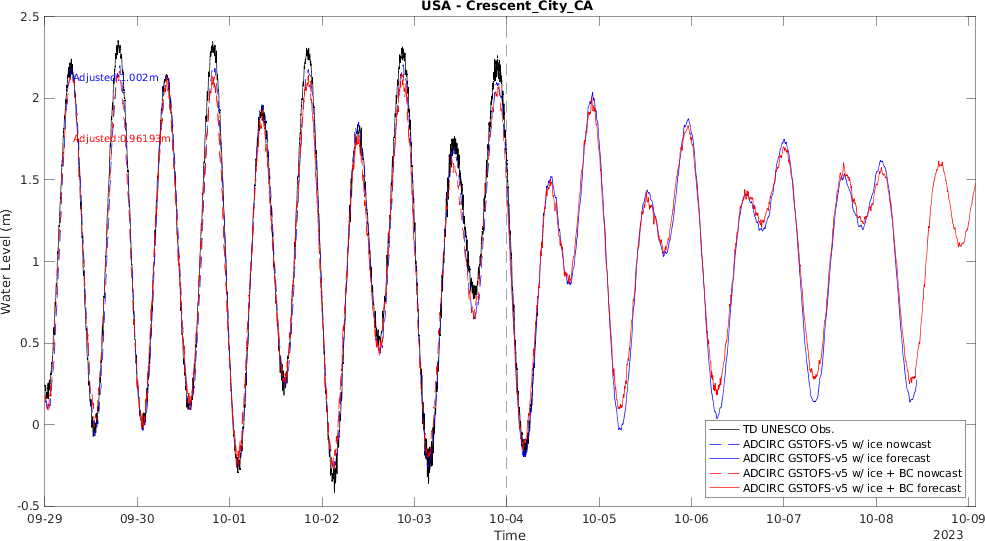 USA - Crescent_City_CA
Water Level (m)
2.5
2
1.5
1
0.5
0
-0.5
Adjusted:1.002m
Adjusted:0.96193m
TD UNESCO Obs.
ADCIRC GSTOFS-v5 w/ ice nowcast
ADCIRC GSTOFS-v5 w/ ice forecast
ADCIRC GSTOFS-v5 w/ ice + BC nowcast
ADCIRC GSTOFS-v5 w/ ice + BC forecast
09-29 09-30 10-01 10-02 10-03 10-04 10-05 10-06 10-07 10-08 10-09
Time
2023